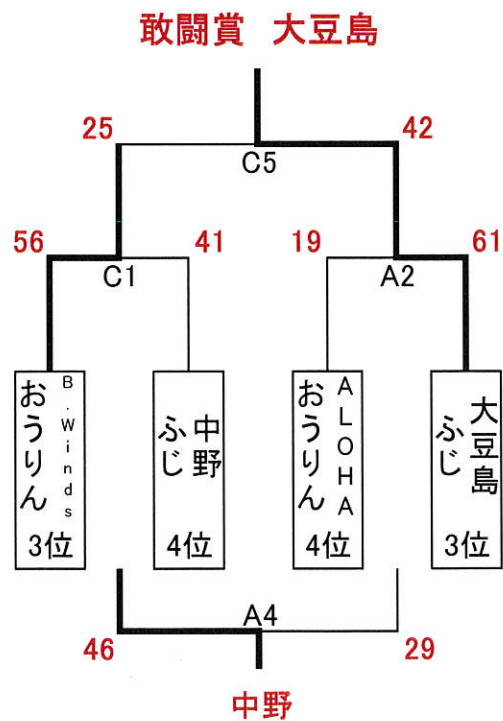 敢闘賞 大豆島
25
42
C5
56
41
19
61
C1
A2
B.Winds
おうりん
3位
中野
ふじ
4位
ALOHA
おうりん
4位
大豆島
ふじ
3位
A4
46
29
中野